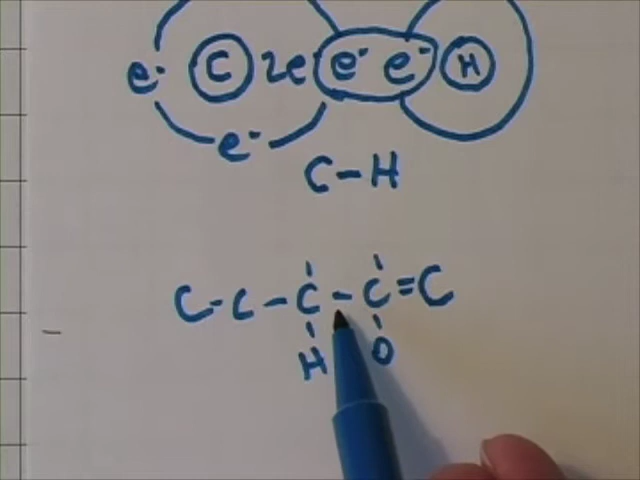 e- C 2e e- e- H
e-
C-H
C-C-C-C=C
H O